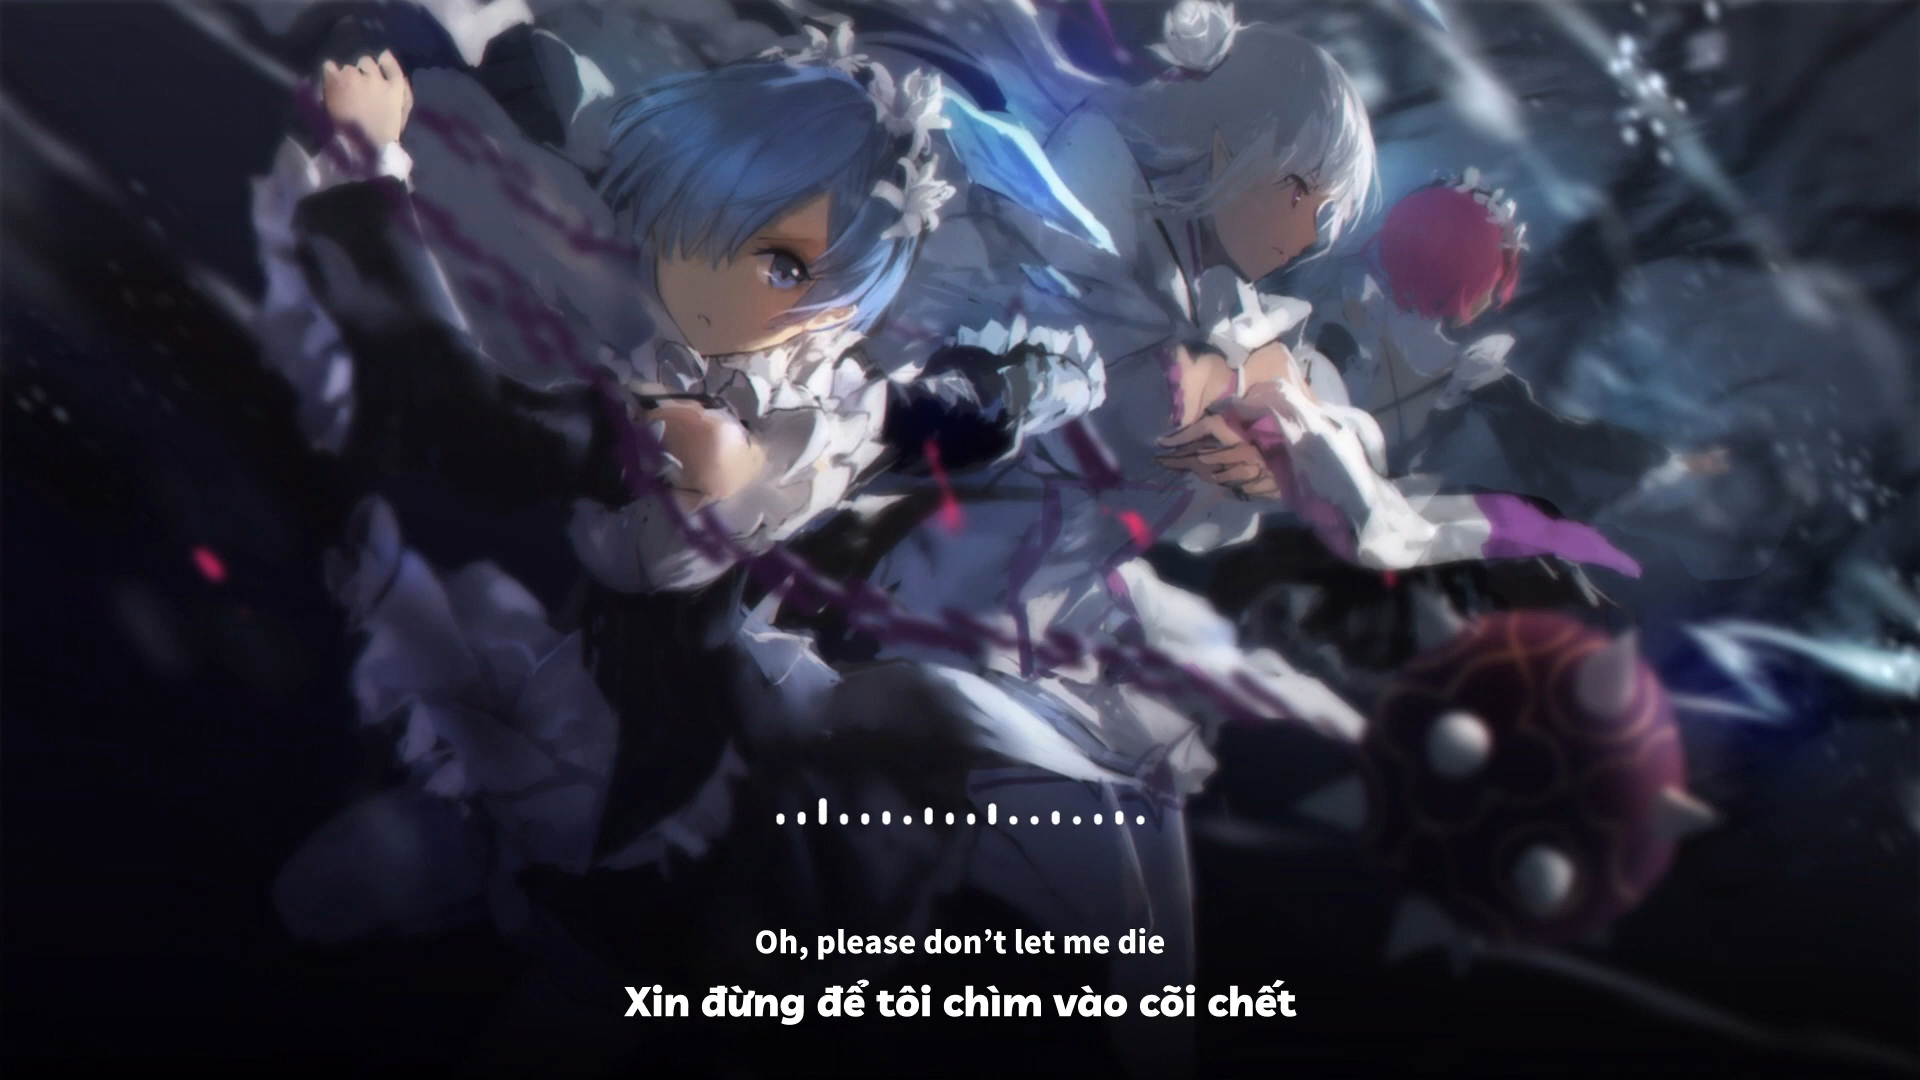 Oh, please don’t let me die
Xin đừng để tôi chìm vào cõi chết